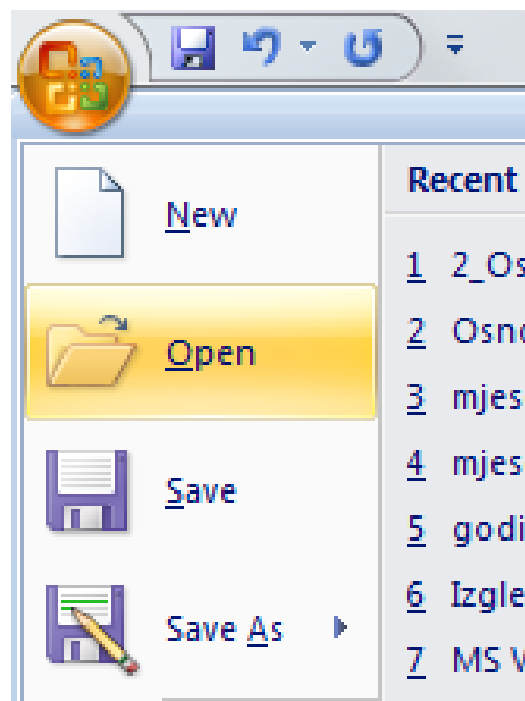 New
Open
Save
Save As
Recent
1 2_Os
2 Osno
3 mjes
4 mjes
5 godi
6 Izgle
7 MS